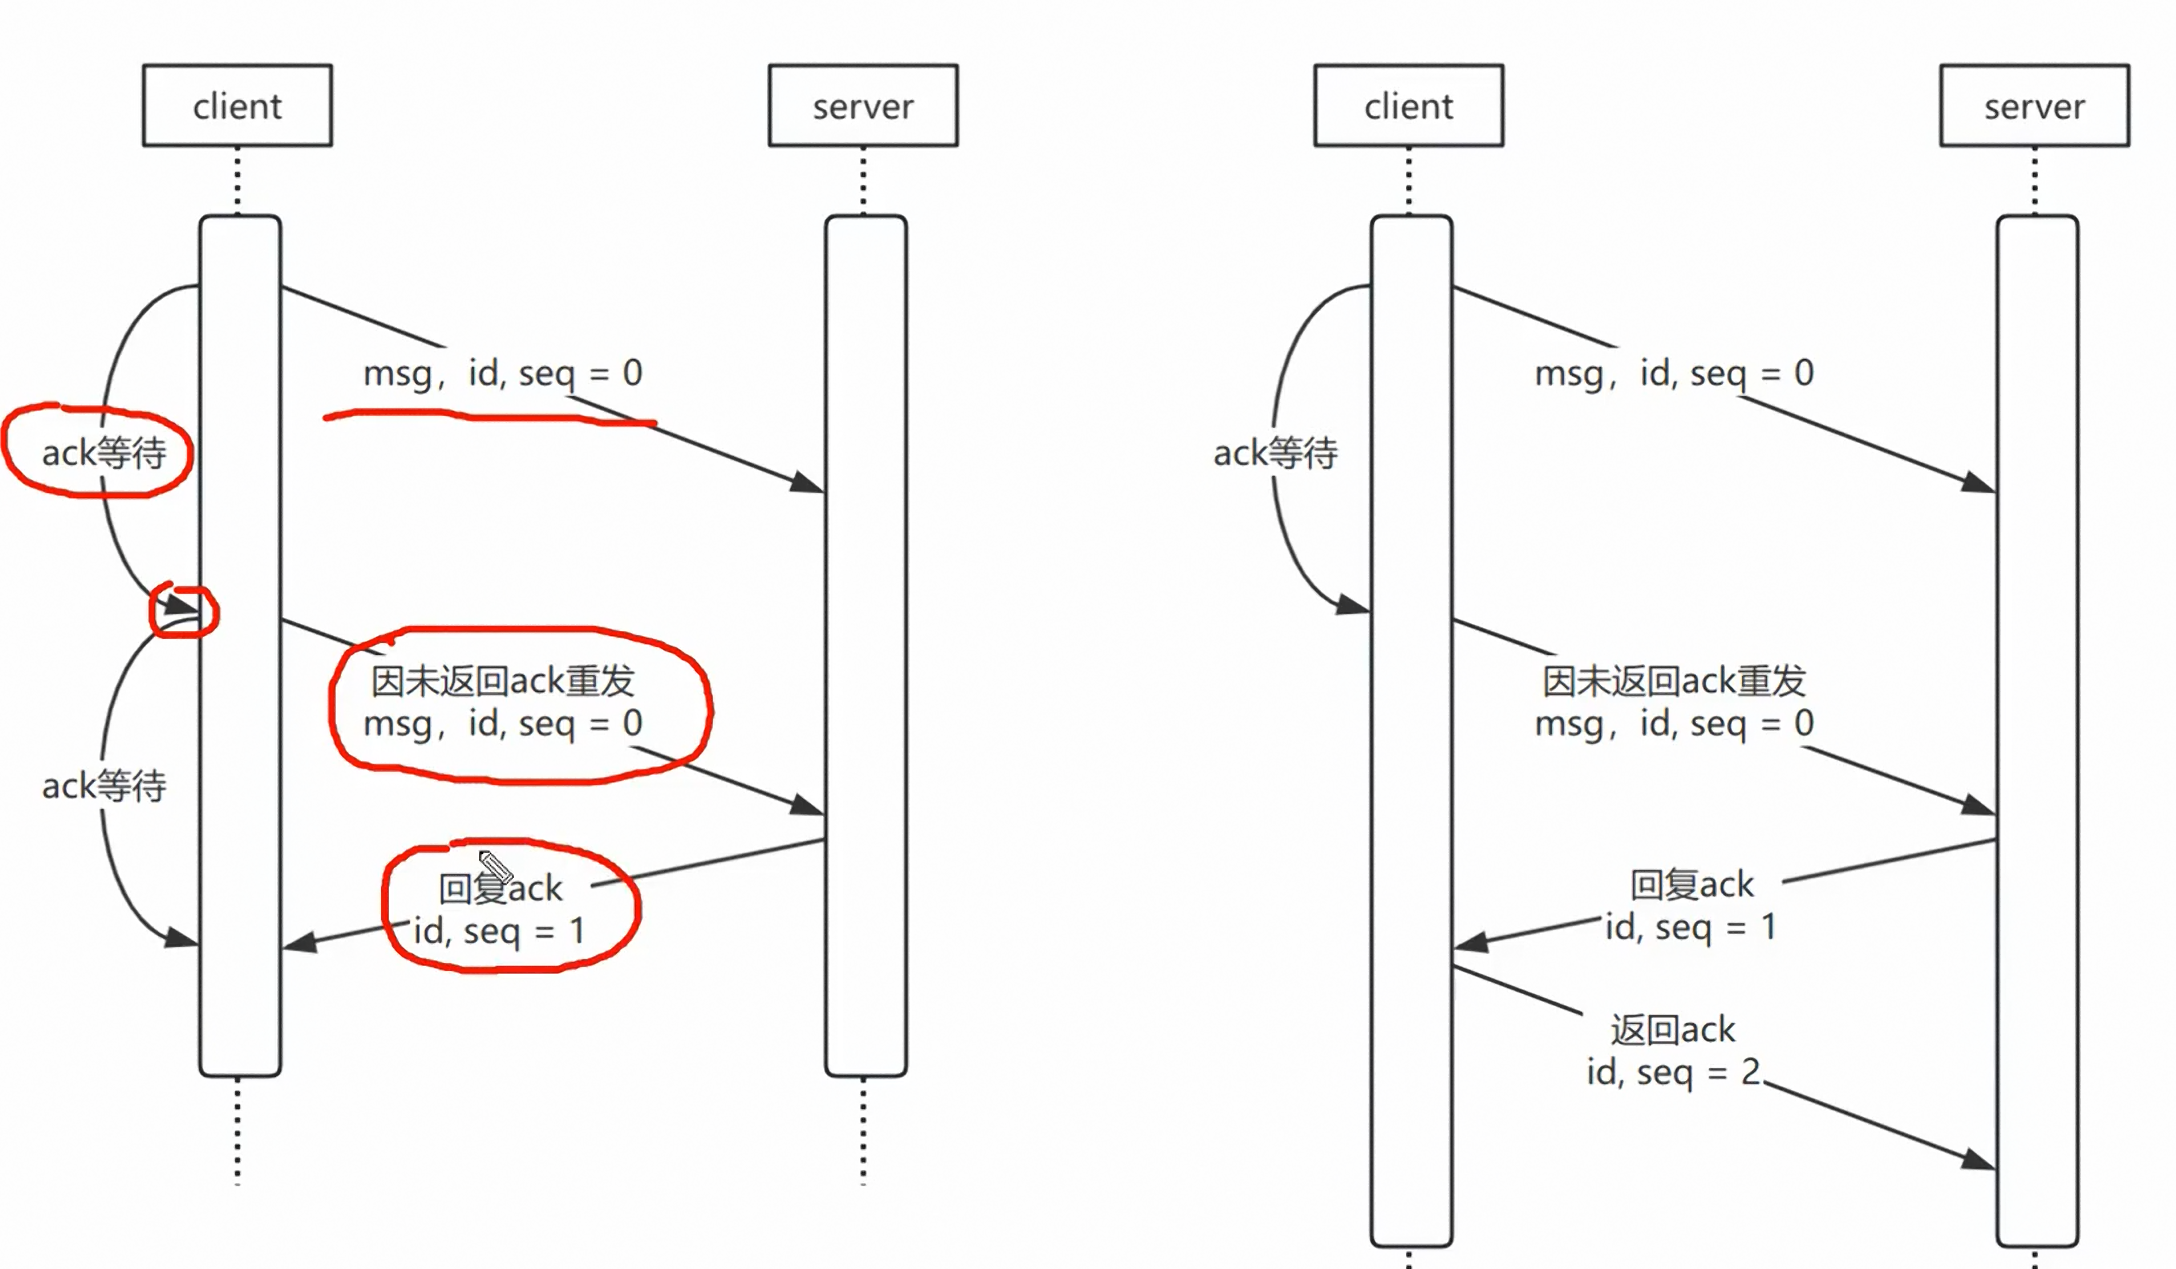 client
server
msg，id, seq = 0
ack等待
因未返回ack重发
msg，id, seq = 0
ack等待
回复ack
id, seq = 1
client
server
msg，id, seq = 0
ack等待
因未返回ack重发
msg，id, seq = 0
回复ack
id, seq = 1
返回ack
id, seq = 2